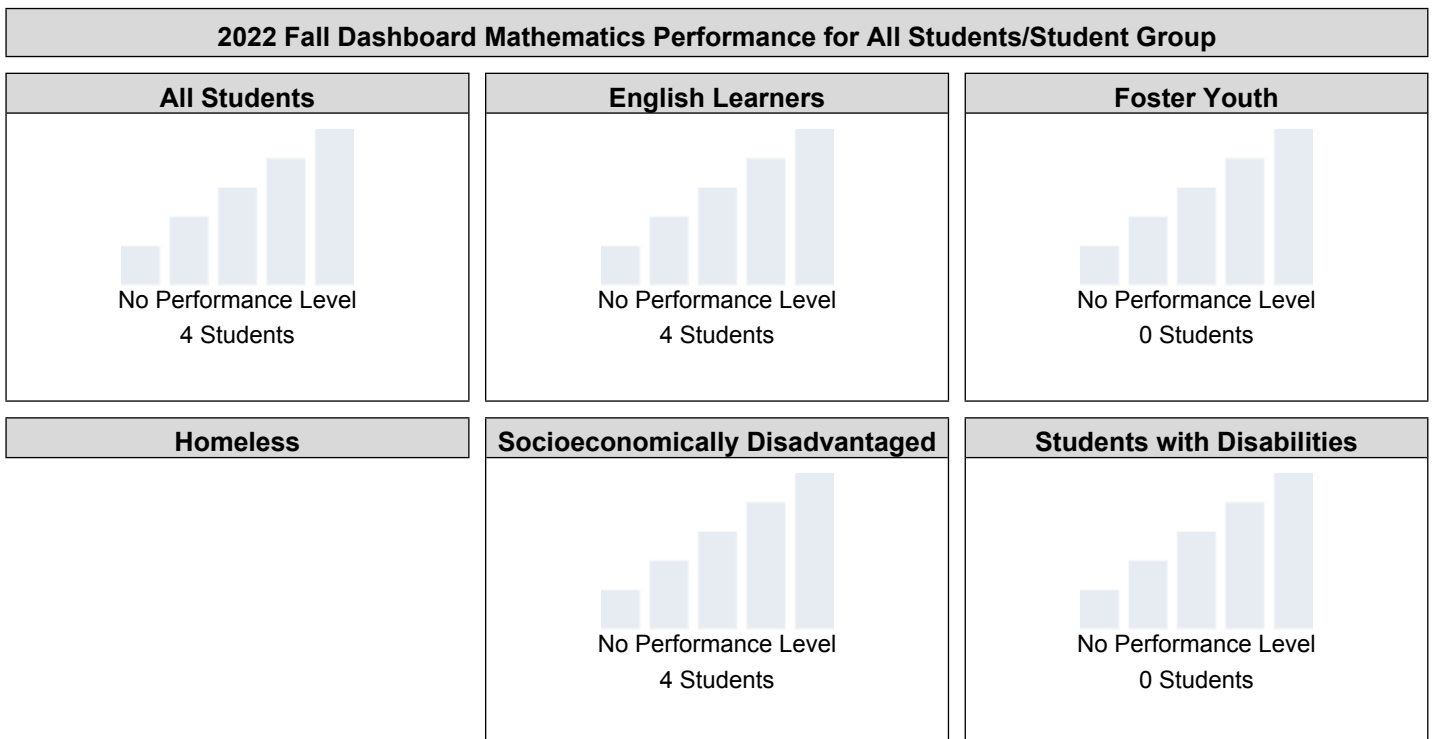 2022 Fall Dashboard Mathematics Performance for All Students/Student Group
All Students
No Performance Level
4 Students
English Learners
No Performance Level
4 Students
Foster Youth
No Performance Level
0 Students
Homeless
Socioeconomically Disadvantaged
No Performance Level
4 Students
Students with Disabilities
No Performance Level
0 Students